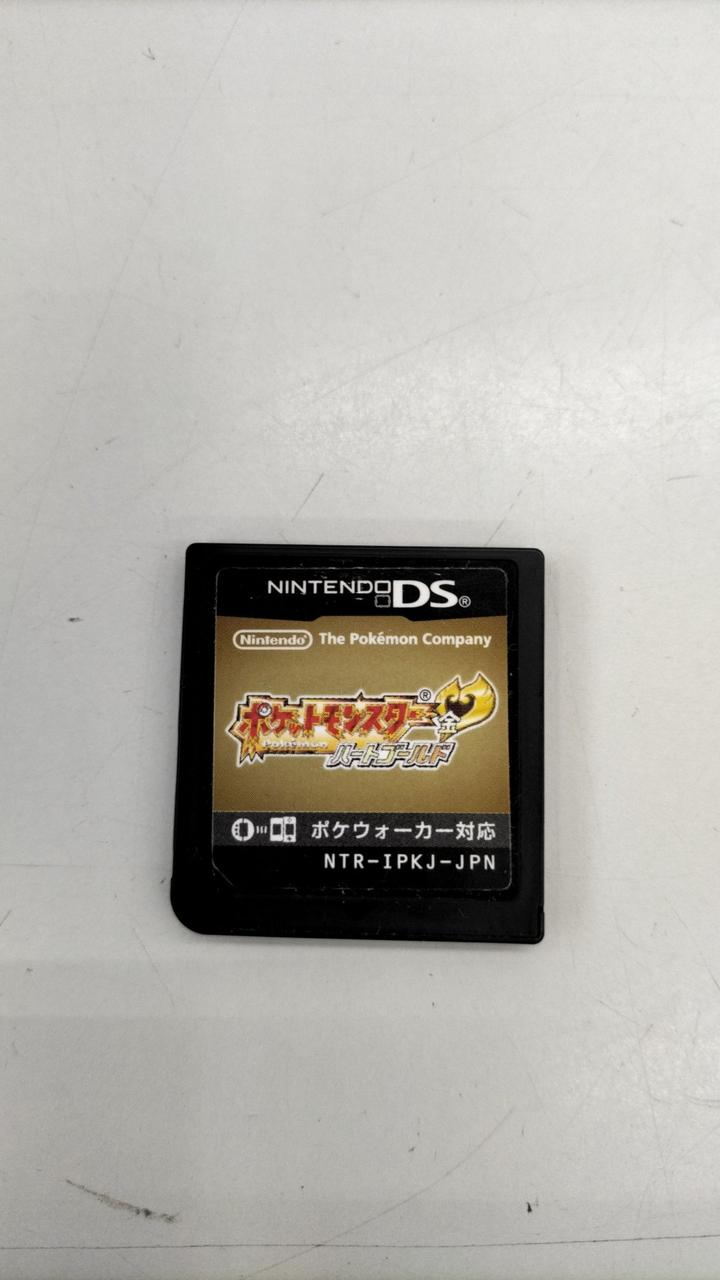 NINTENDO DS®
Nintendo® The Pokémon Company
ポケットモンスター®
POKéMON
金
ハートゴールド
ポケウォーカー対応
NTR-IPKJ-JPN